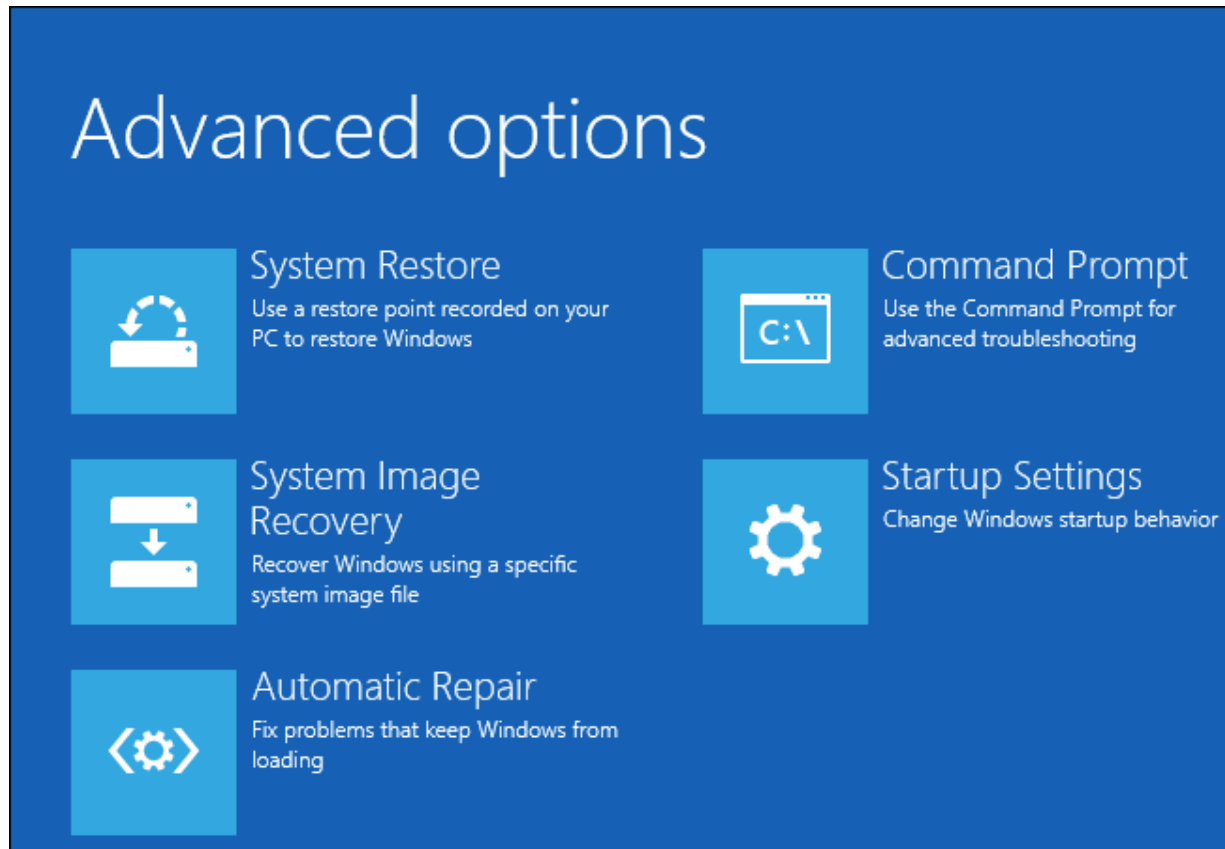 Advanced options
System Restore
Use a restore point recorded on your
PC to restore Windows
System Image
Recovery
Recover Windows using a specific
system image file
Automatic Repair
Fix problems that keep Windows from
loading
C:\
Command Prompt
Use the Command Prompt for
advanced troubleshooting
Startup Settings
Change Windows startup behavior